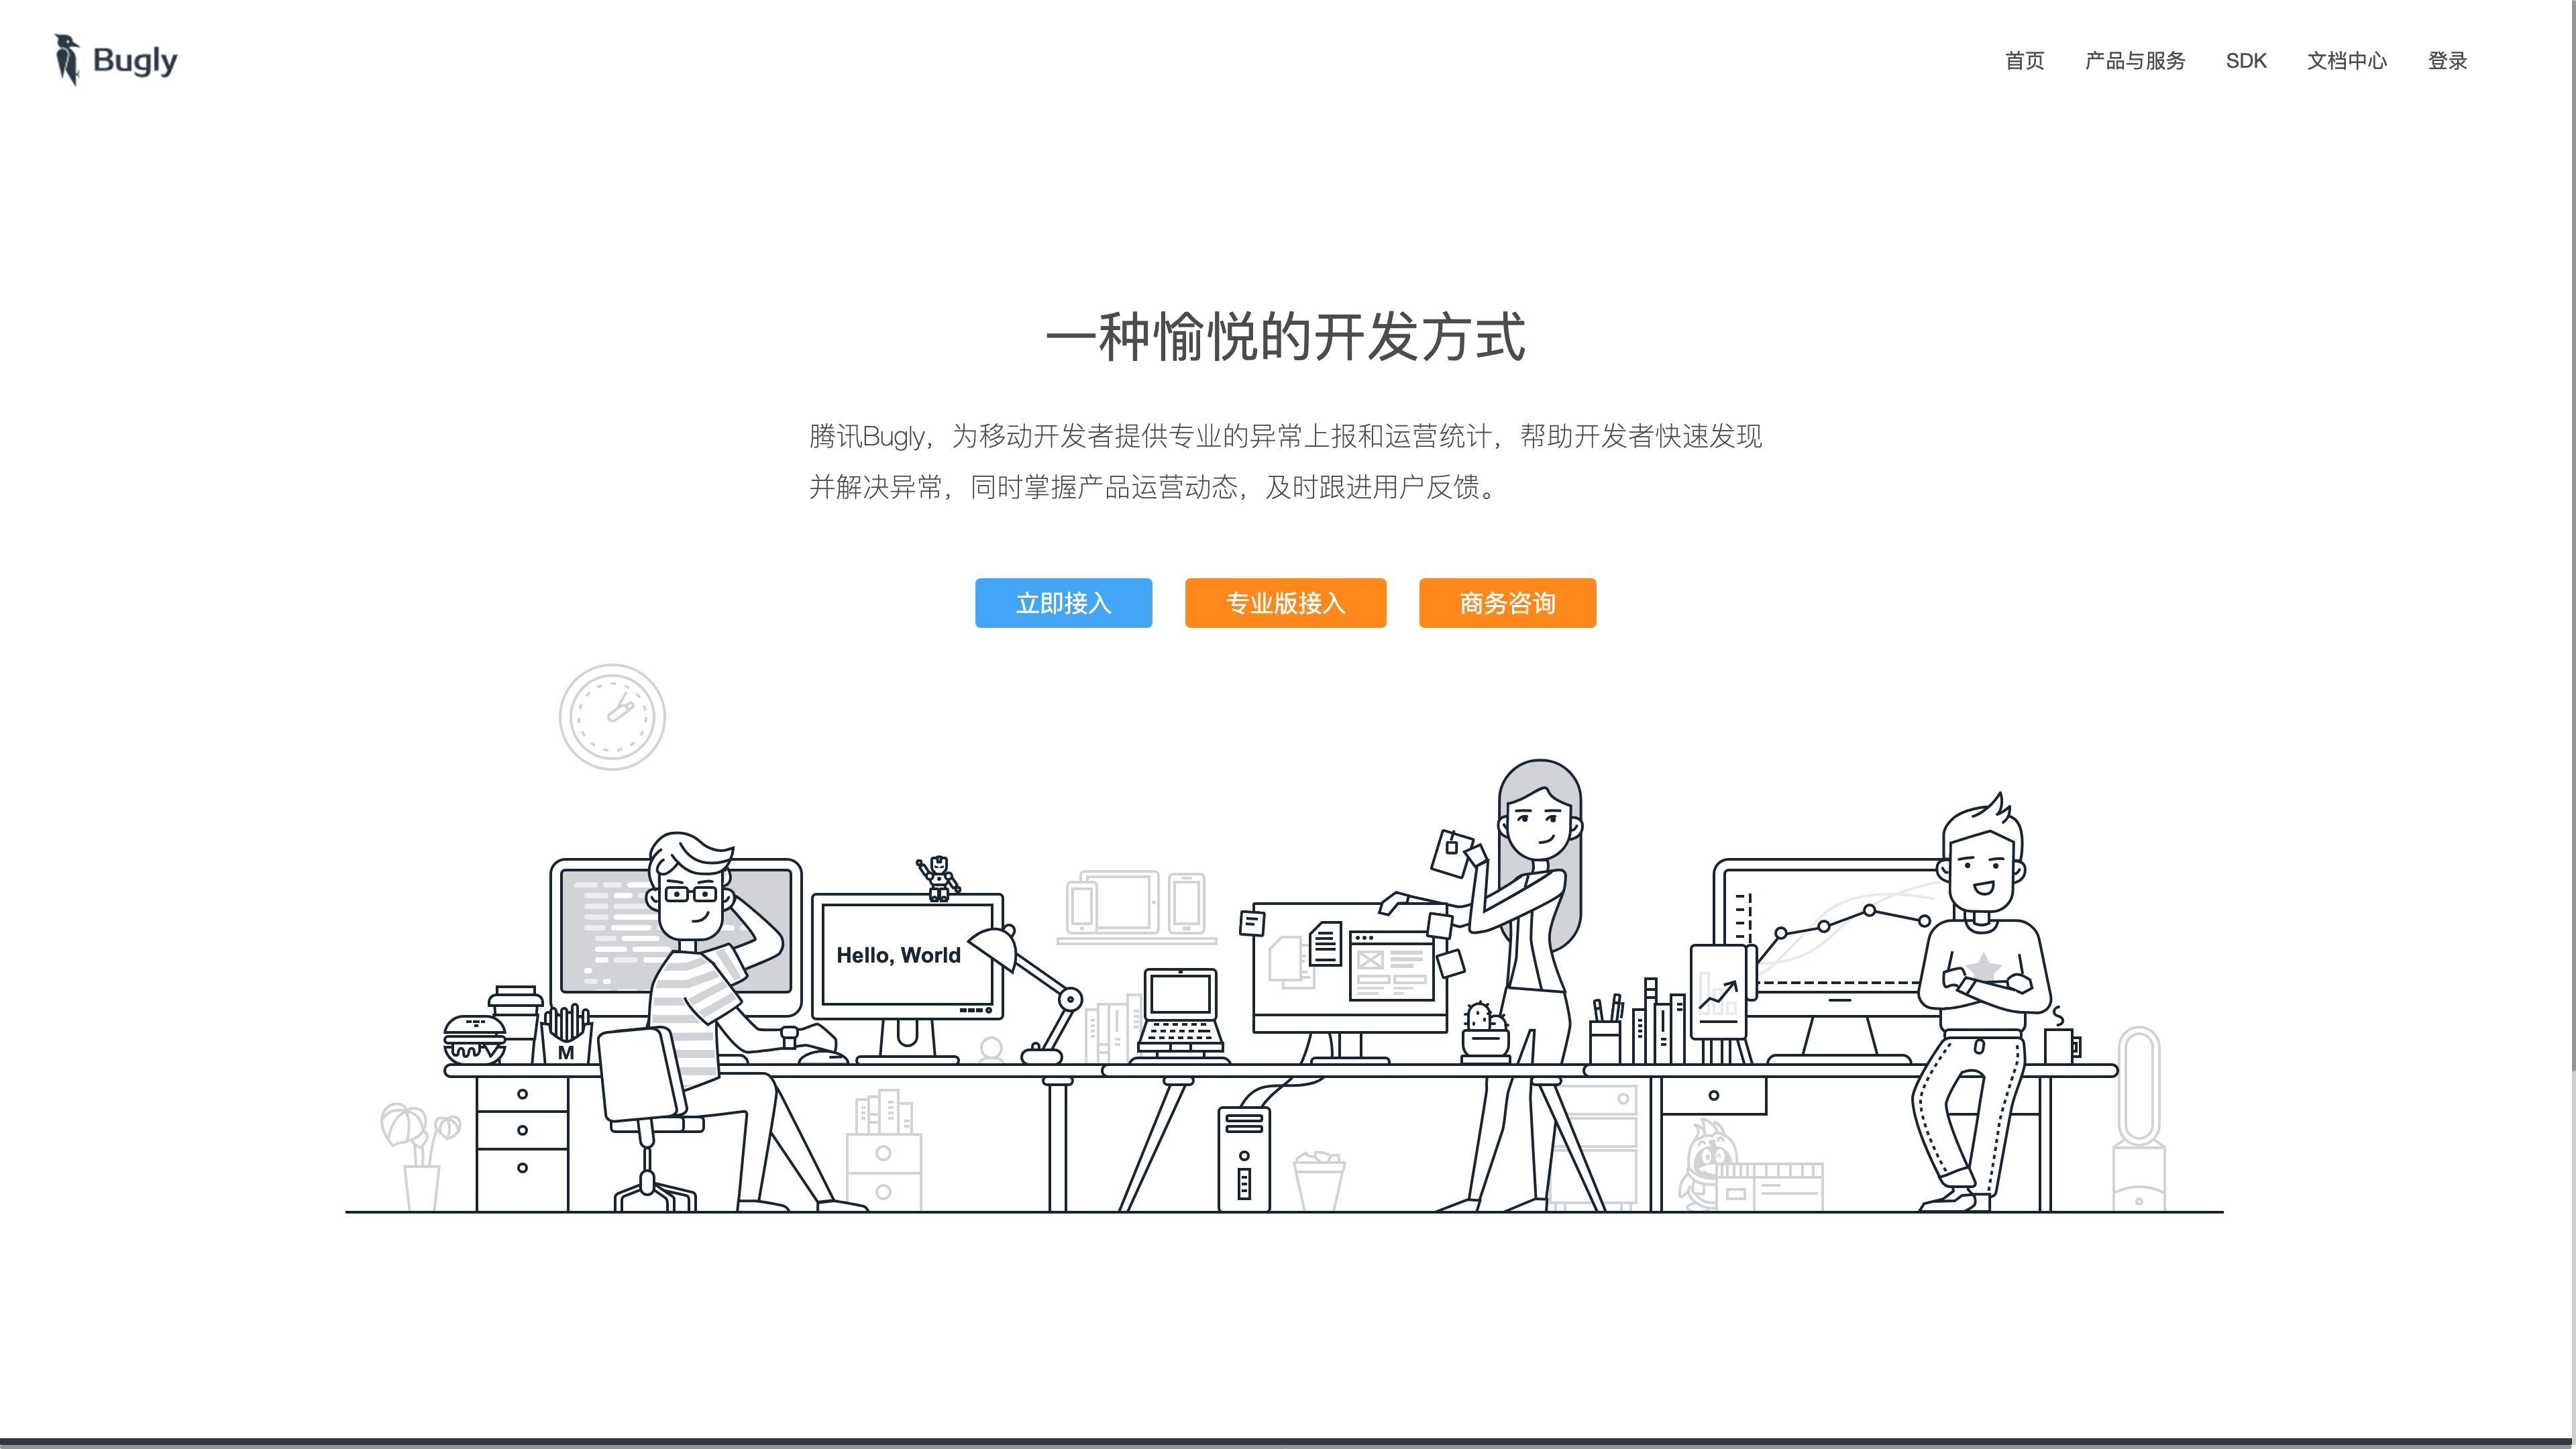 Bugly
首页 产品与服务 SDK 文档中心 登录
一种愉悦的开发方式
腾讯Bugly，为移动开发者提供专业的异常上报和运营统计，帮助开发者快速发现
并解决异常，同时掌握产品运营动态，及时跟进用户反馈。
立即接入 专业版接入 商务咨询
Hello, World
M